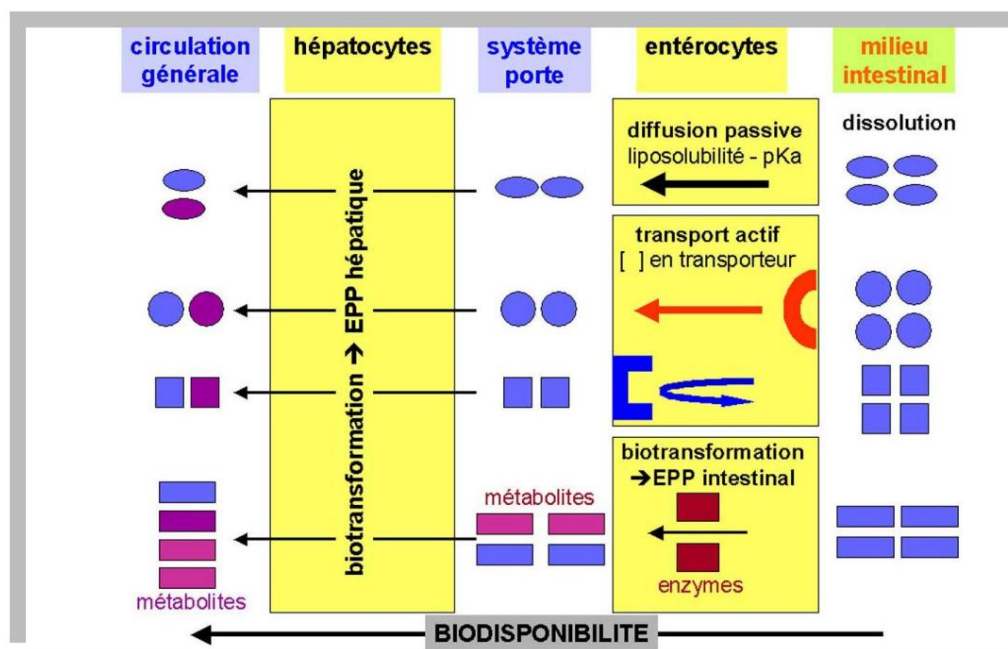 circulation
générale
hépatocytes
système
porte
entérocytes
milieu
intestinal
diffusion passive
liposolubilité - pKa
dissolution
transport actif
[ ] en transporteur
biotransformation ➔ EPP hépatique
biotransformation
➔EPP intestinal
métabolites
enzymes
métabolites
BIODISPONIBILITE